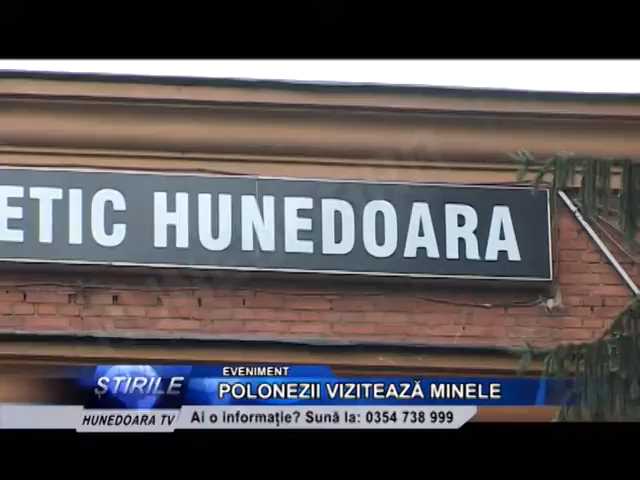 ETIC HUNEDOARA
EVENIMENT
ȘTIRILE
POLONEZII VIZITEAZĂ MINELE
HUNEDOARA TV
Ai o informație? Sună la: 0354 738 999